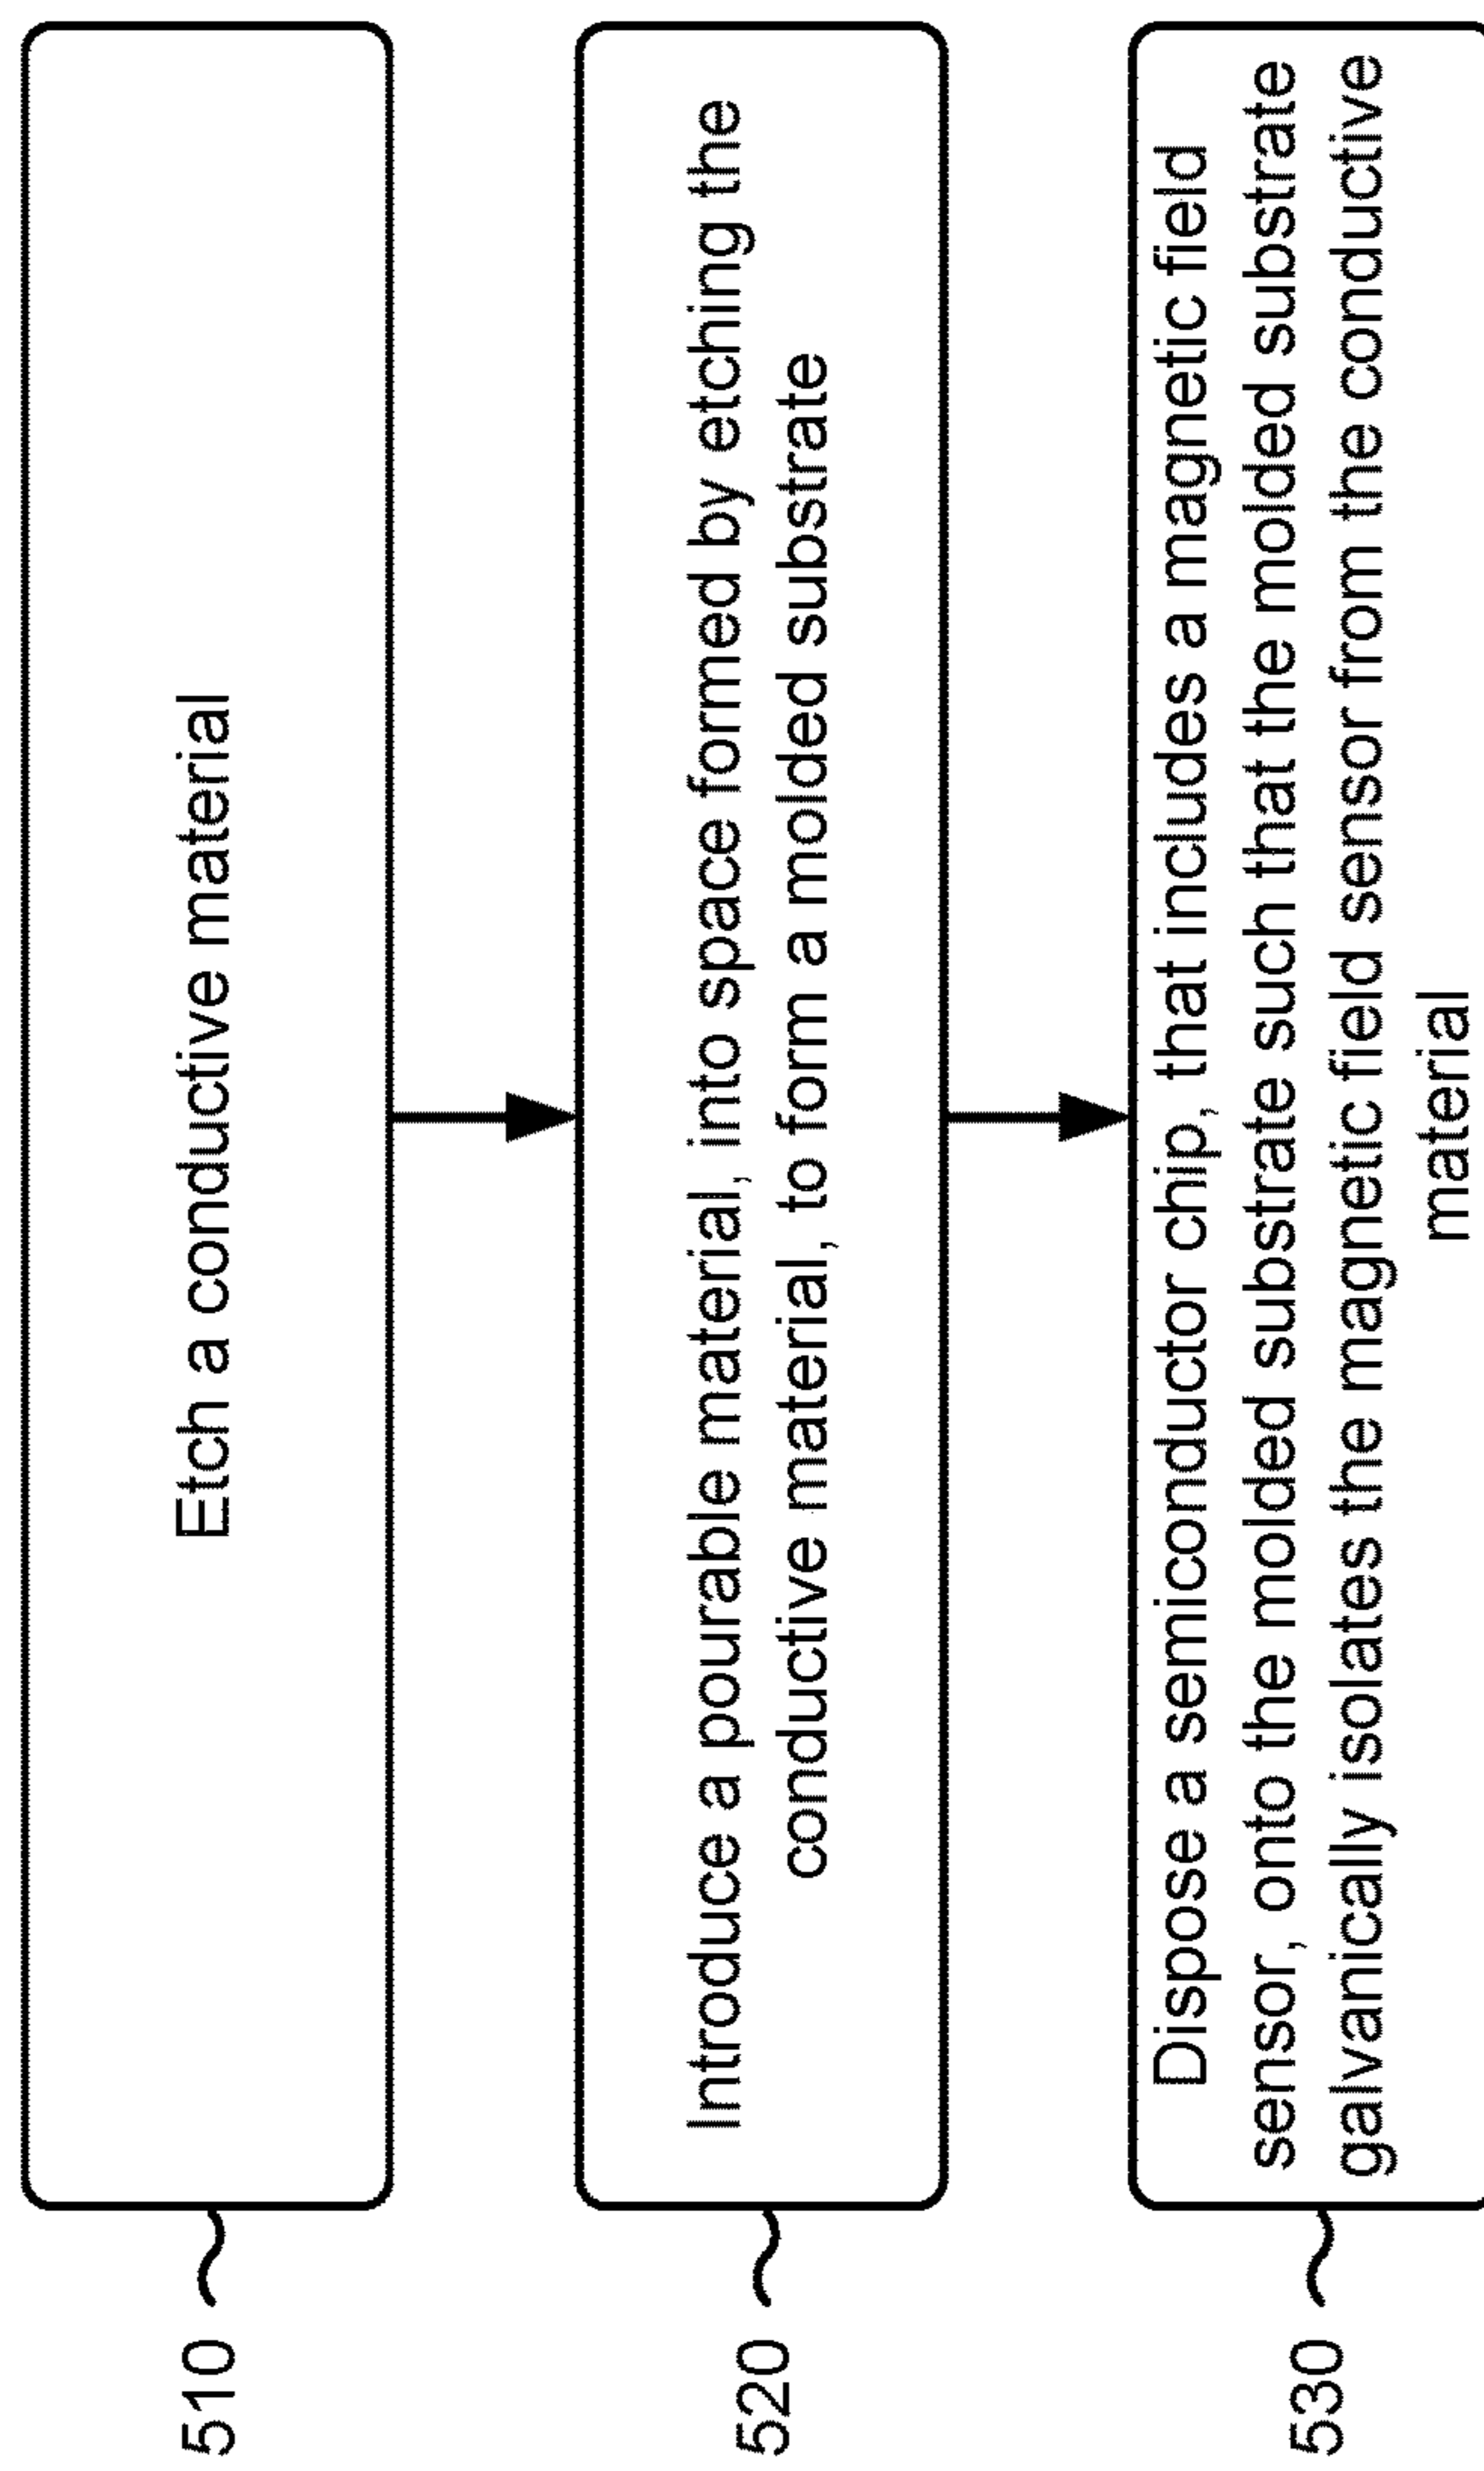 510
Etch a conductive material
520
Introduce a pourable material, into space formed by etching the
conductive material, to form a molded substrate
530
Dispose a semiconductor chip, that includes a magnetic field
sensor, onto the molded substrate such that the molded substrate
galvanically isolates the magnetic field sensor from the conductive
material